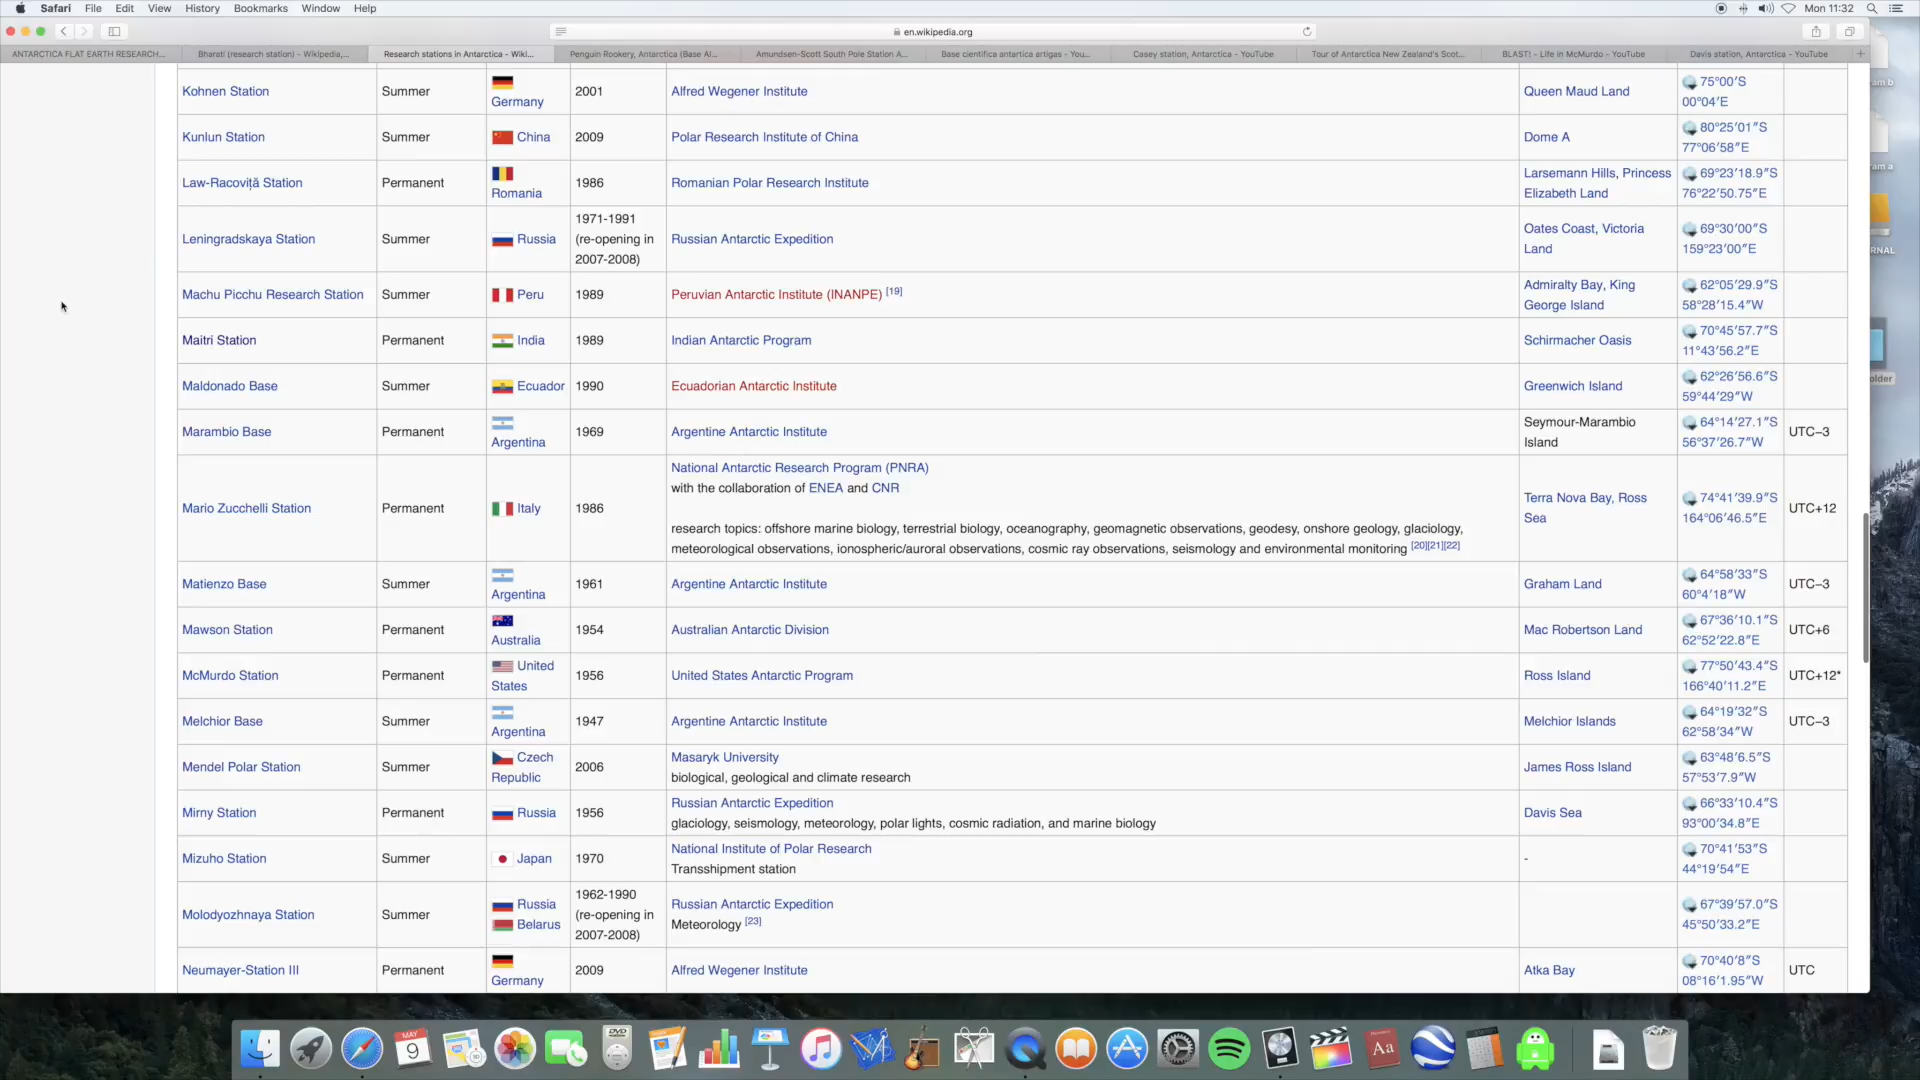 Safari File Edit View History Bookmarks Window Help Mon 11:32
en.wikipedia.org
ANTARCTICA FLAT EARTH RESEARCH... Bharati (research station) - Wikipedia,... Research stations in Antarctica - Wiki... Penguin Rookery, Antarctica (Base Al... Amundsen-Scott South Pole Station A... Base cientifica antartica artigas - You... Casey station, Antarctica - YouTube Tour of Antarctica New Zealand's Scot... BLAST! - Life in McMurdo - YouTube Davis station, Antarctica - YouTube
Kohnen Station Summer Germany 2001 Alfred Wegener Institute Queen Maud Land 75°00′S
00°04′E
Kunlun Station Summer China 2009 Polar Research Institute of China Dome A 80°25′01″S
77°06′58″E
Law-Racoviță Station Permanent Romania 1986 Romanian Polar Research Institute Larsemann Hills, Princess 69°23′18.9″S
Elizabeth Land 76°22′50.75″E
Leningradskaya Station Summer Russia 1971-1991 Russian Antarctic Expedition Oates Coast, Victoria 69°30′00″S
(re-opening in Land 159°23′00″E
2007-2008)
Machu Picchu Research Station Summer Peru 1989 Peruvian Antarctic Institute (INANPE) [19] Admiralty Bay, King 62°05′29.9″S
George Island 58°28′15.4″W
Maitri Station Permanent India 1989 Indian Antarctic Program Schirmacher Oasis 70°45′57.7″S
11°43′56.2″E
Maldonado Base Summer Ecuador 1990 Ecuadorian Antarctic Institute Greenwich Island 62°26′56.6″S
59°44′29″W
Marambio Base Permanent Argentina 1969 Argentine Antarctic Institute Seymour-Marambio 64°14′27.1″S UTC−3
Island 56°37′26.7″W
Mario Zucchelli Station Permanent Italy 1986 National Antarctic Research Program (PNRA)
with the collaboration of ENEA and CNR Terra Nova Bay, Ross 74°41′39.9″S UTC+12
Sea 164°06′46.5″E
research topics: offshore marine biology, terrestrial biology, oceanography, geomagnetic observations, geodesy, onshore geology, glaciology,
meteorological observations, ionospheric/auroral observations, cosmic ray observations, seismology and environmental monitoring [20][21][22]
Matienzo Base Summer Argentina 1961 Argentine Antarctic Institute Graham Land 64°58′33″S UTC−3
60°4′18″W
Mawson Station Permanent Australia 1954 Australian Antarctic Division Mac Robertson Land 67°36′10.1″S UTC+6
62°52′22.8″E
McMurdo Station Permanent United States 1956 United States Antarctic Program Ross Island 77°50′43.4″S UTC+12*
166°40′11.2″E
Melchior Base Summer Argentina 1947 Argentine Antarctic Institute Melchior Islands 64°19′32″S UTC−3
62°58′34″W
Mendel Polar Station Summer Czech Republic 2006 Masaryk University James Ross Island 63°48′6.5″S
biological, geological and climate research 57°53′7.9″W
Mirny Station Permanent Russia 1956 Russian Antarctic Expedition Davis Sea 66°33′10.4″S
glaciology, seismology, meteorology, polar lights, cosmic radiation, and marine biology 93°00′34.8″E
Mizuho Station Summer Japan 1970 National Institute of Polar Research - 70°41′53″S
Transshipment station 44°19′54″E
Molodyozhnaya Station Summer Russia 1962-1990 Russian Antarctic Expedition 67°39′57.0″S
Belarus (re-opening in Meteorology [23] 45°50′33.2″E
2007-2008)
Neumayer-Station III Permanent Germany 2009 Alfred Wegener Institute Atka Bay 70°40′8″S UTC
08°16′1.95″W
ram b
ram a
RNAL
older
MAY
9
DVD
Aa